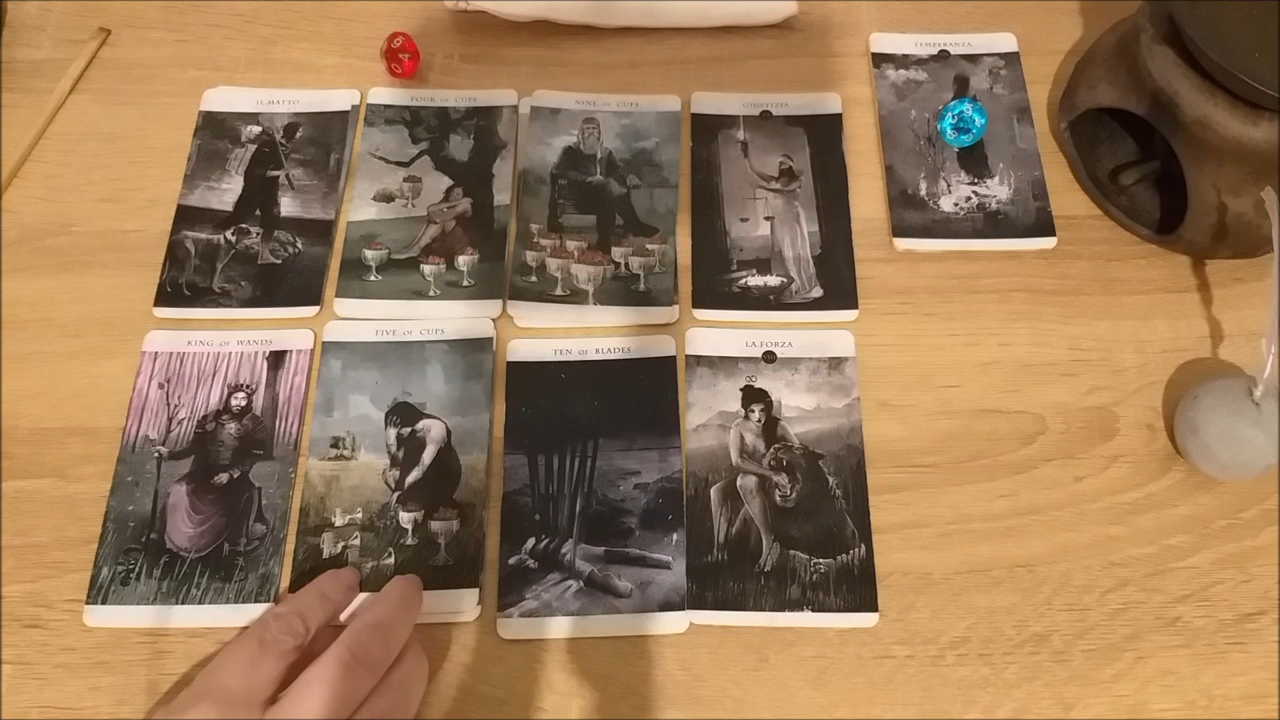 IL MATTO
FOUR OF CUPS
NINE OF CUPS
GIUSTIZIA
TEMPERANZA
KING OF WANDS
FIVE OF CUPS
TEN OF BLADES
LA FORZA
VIII